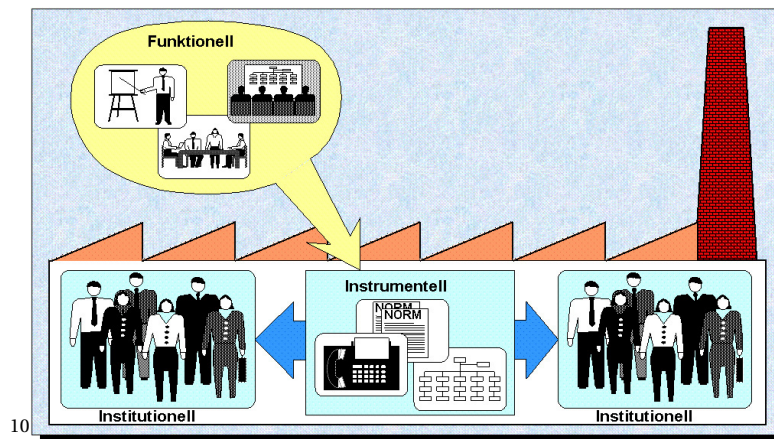 Funktionell
Instrumentell
NORM
NORM
Institutionell
Institutionell
10